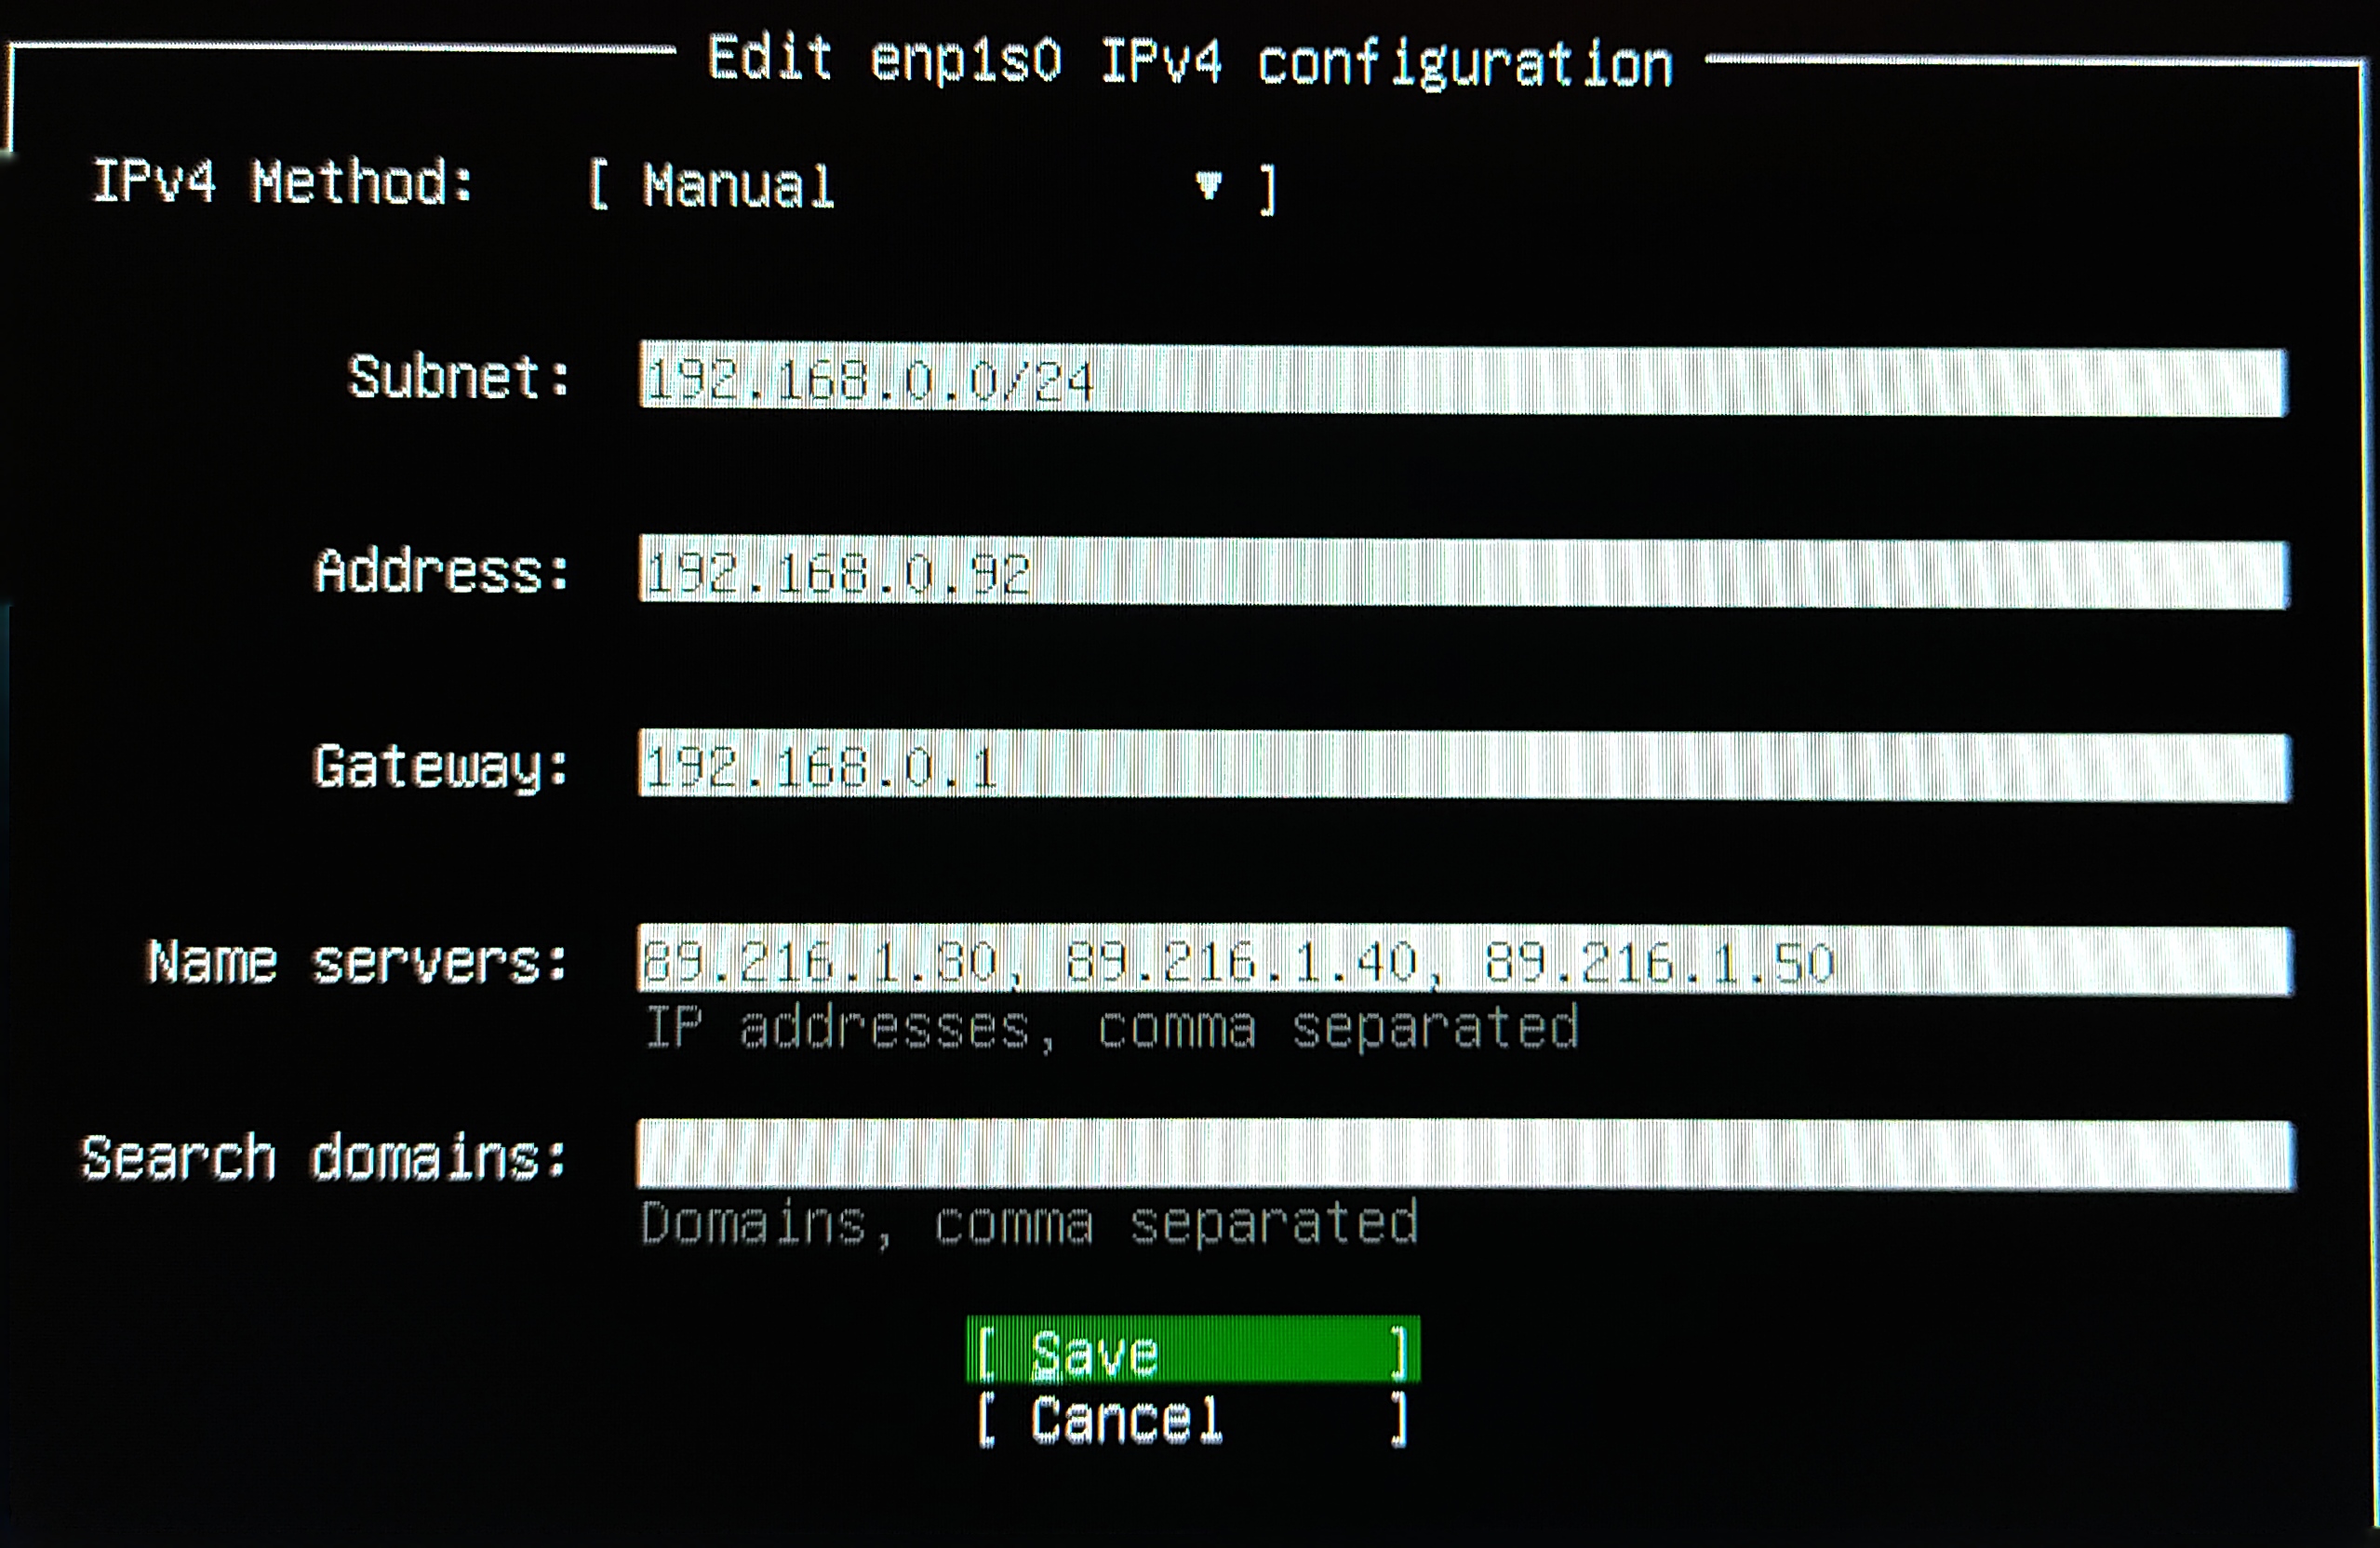 Edit enp1s0 IPv4 configuration
IPv4 Method: [ Manual ▾ ]
Subnet: 192.168.0.0/24
Address: 192.168.0.92
Gateway: 192.168.0.1
Name servers: 89.216.1.30, 89.216.1.40, 89.216.1.50
IP addresses, comma separated
Search domains:
Domains, comma separated
[ Save ]
[ Cancel ]